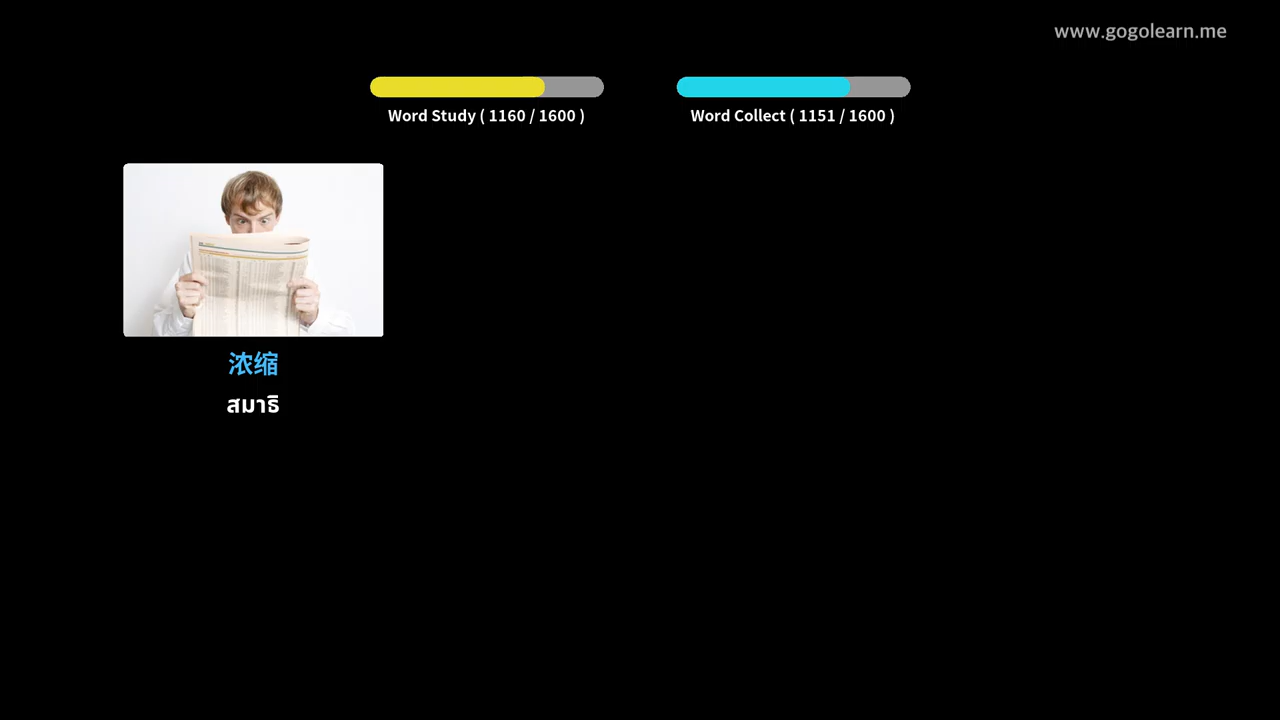 www.gogolearn.me
Word Study ( 1160 / 1600 )
Word Collect ( 1151 / 1600 )
浓缩
สมาธิ